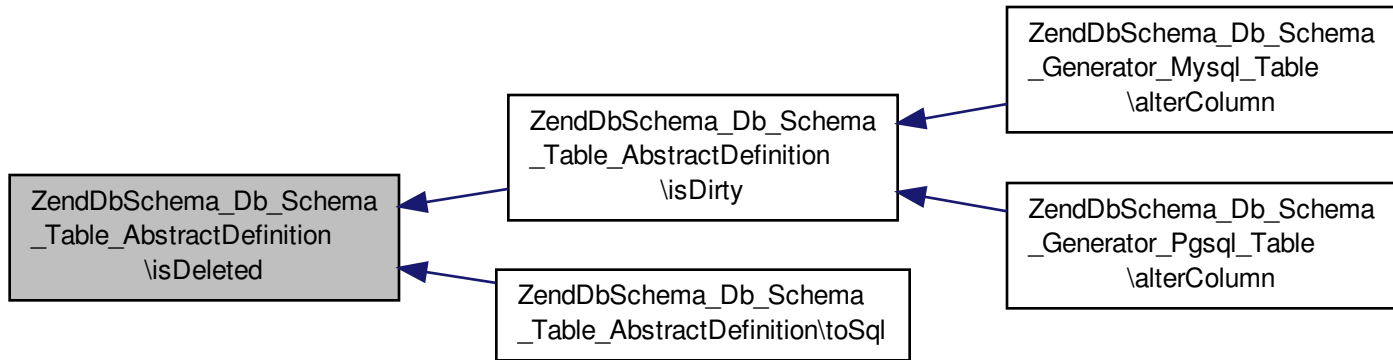 ZendDbSchema_Db_Schema
_Table_AbstractDefinition
\isDeleted
ZendDbSchema_Db_Schema
_Table_AbstractDefinition
\isDirty
ZendDbSchema_Db_Schema
_Table_AbstractDefinition\toSql
ZendDbSchema_Db_Schema
_Generator_Mysql_Table
\alterColumn
ZendDbSchema_Db_Schema
_Generator_Pgsql_Table
\alterColumn